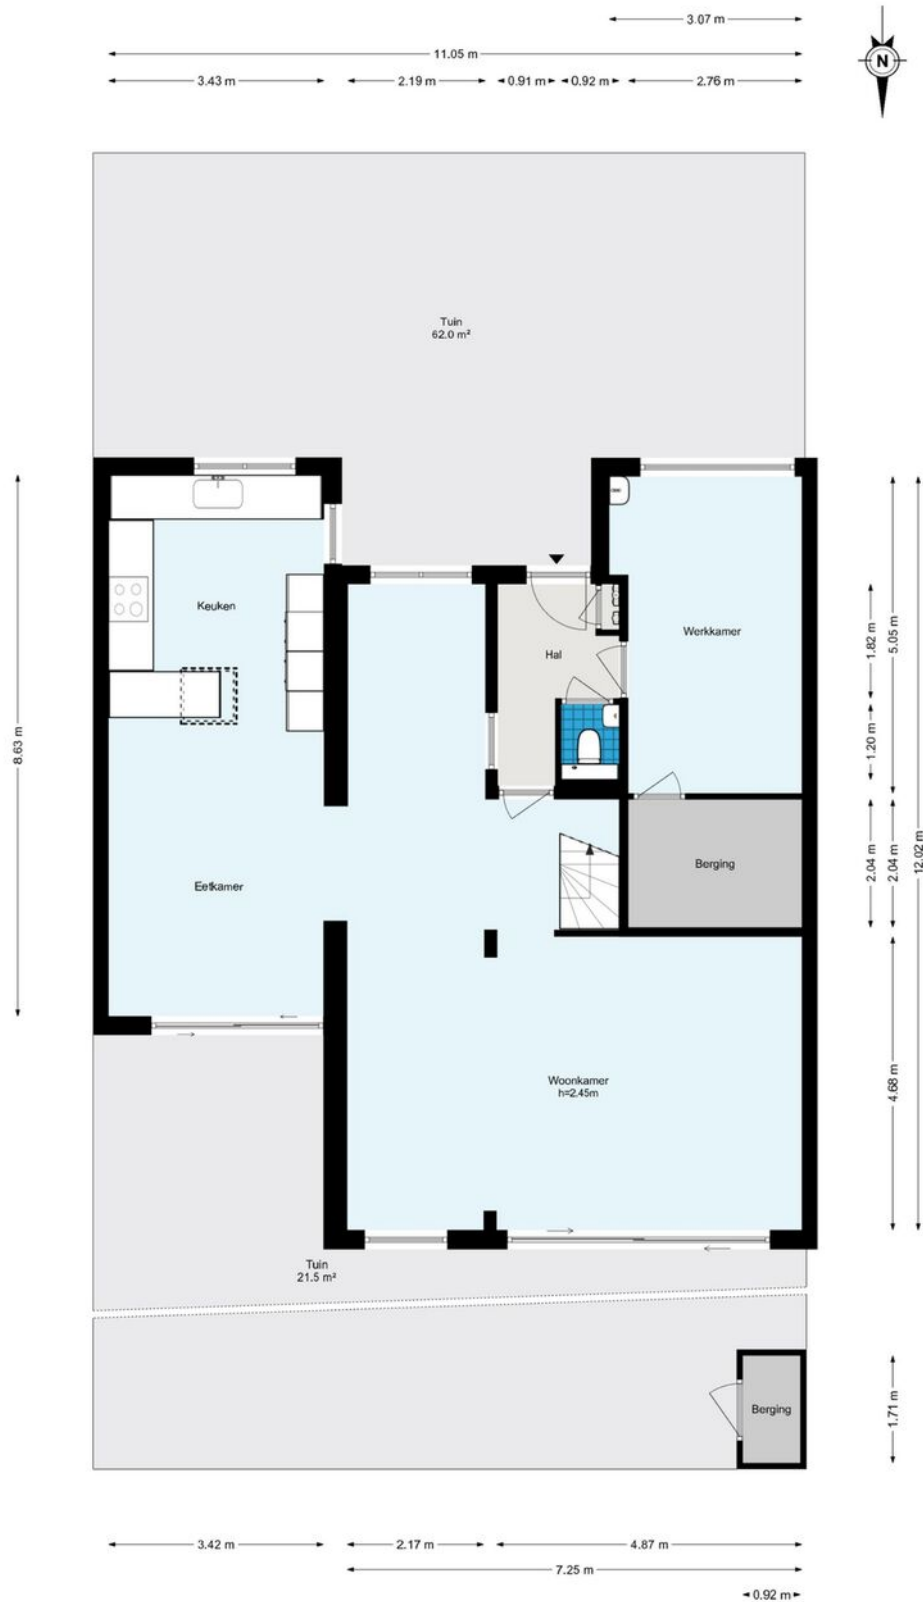 3.07 m
11.05 m
3.43 m
2.19 m
0.91 m
0.92 m
2.76 m
N
Tuin
62.0 m²
Keuken
Hal
Werkkamer
1.82 m
5.05 m
8.63 m
1.20 m
Eetkamer
Berging
2.04 m
2.04 m
12.02 m
Woonkamer
h=2.45m
4.68 m
Tuin
21.5 m²
Berging
1.71 m
3.42 m
2.17 m
4.87 m
7.25 m
0.92 m